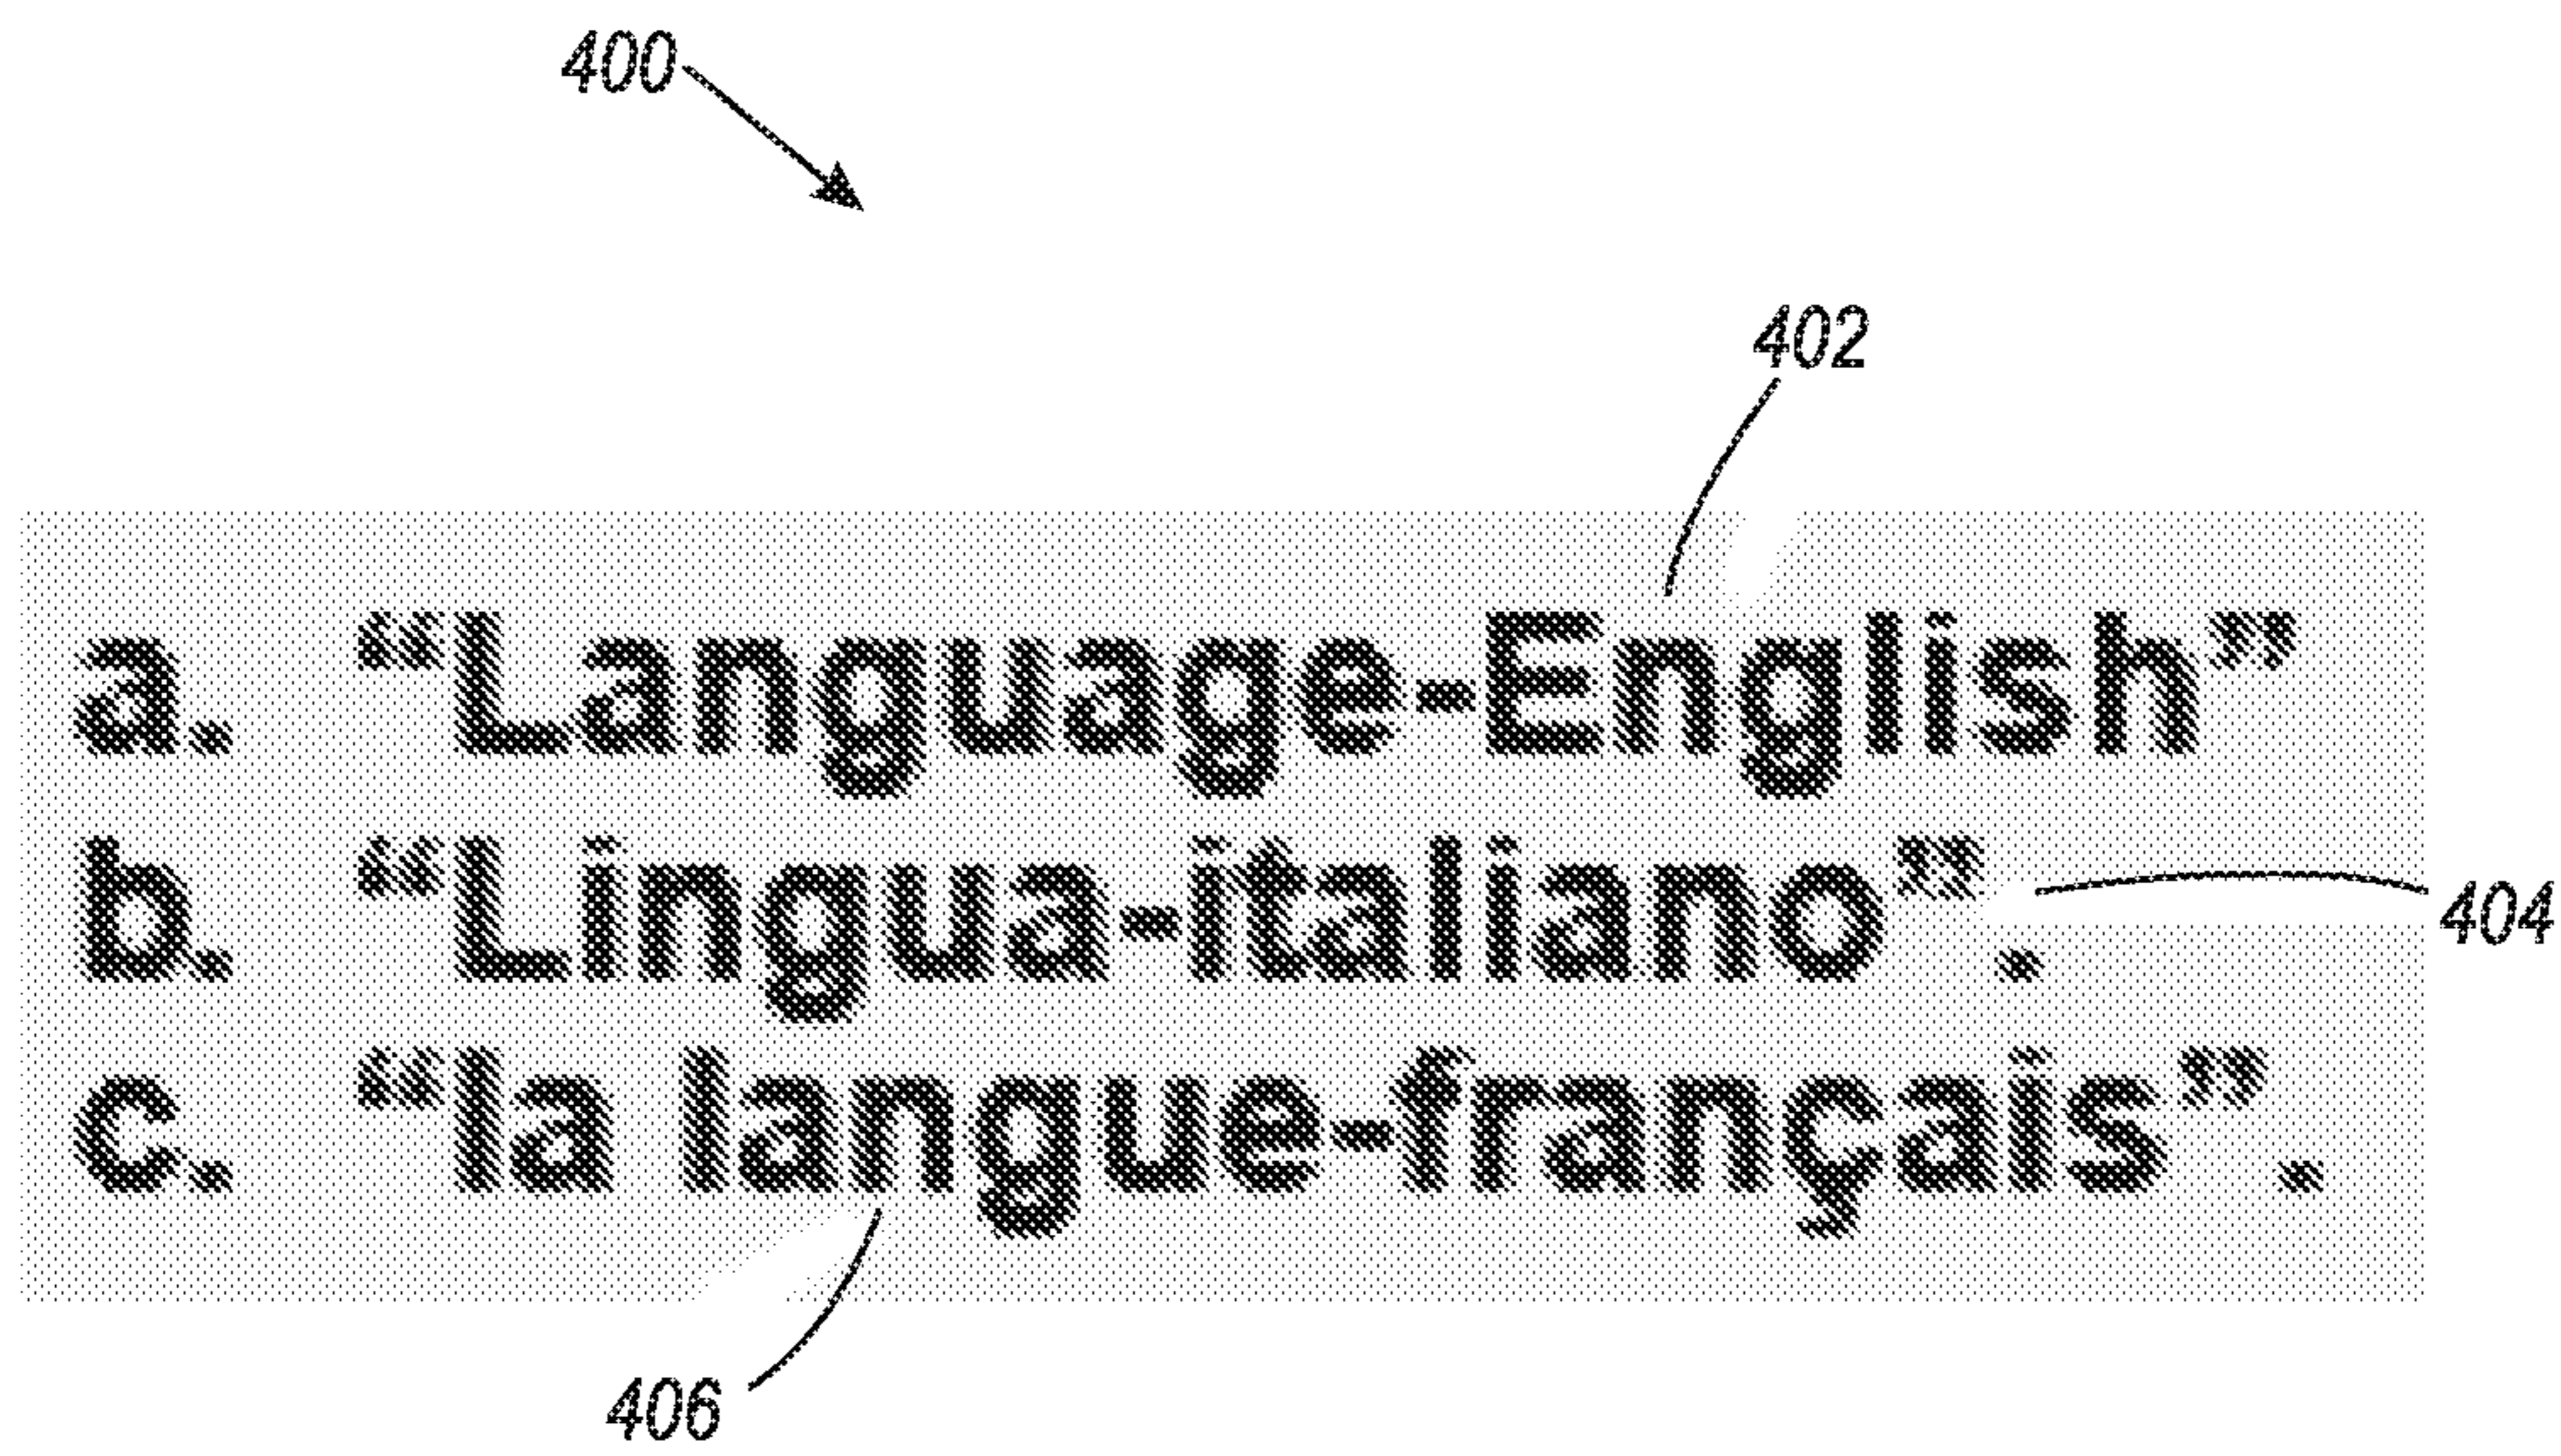 400
402
a. “Language-English”
b. “Lingua-italiano” .
404
c. “la langue-français” .
406